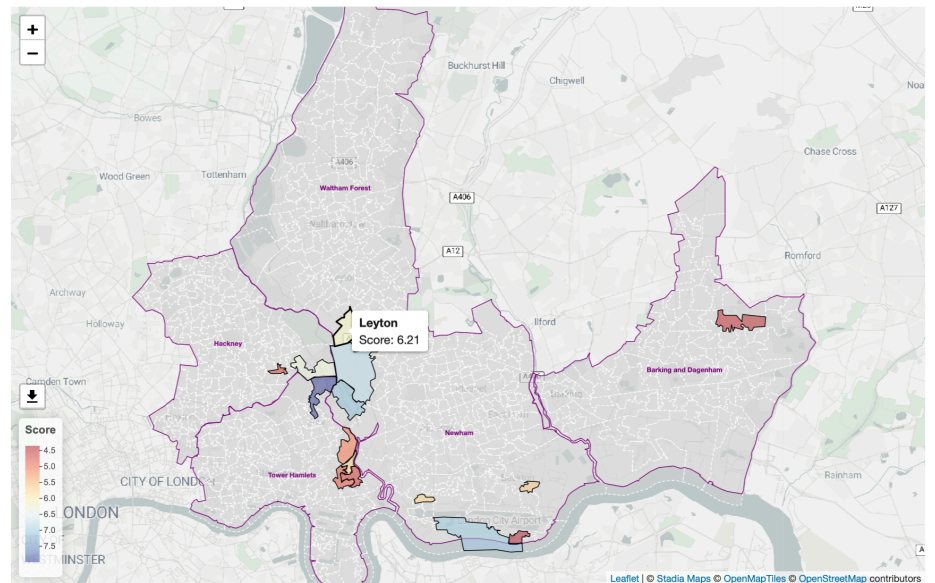 +
−
Buckhurst Hill
Chigwell
Bowes
Chase Cross
A406
Waltham Forest
Wood Green
Tottenham
A406
A127
A12
Romford
Archway
Holloway
Ilford
Leyton
Score: 6.21
Hackney
Barking and Dagenham
Camden Town
Score
4.5
5.0
5.5
6.0
6.5
7.0
7.5
Newham
Tower Hamlets
CITY OF LONDON
Rainham
LONDON
London City Airport
Leaflet | © Stadia Maps © OpenMapTiles © OpenStreetMap contributors